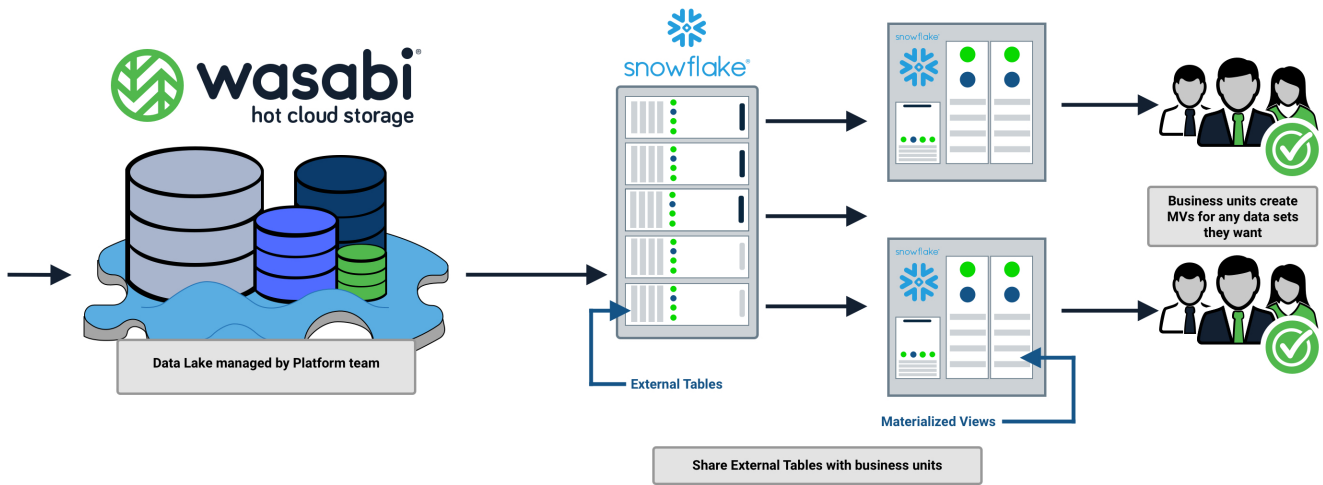 wasabi
hot cloud storage
snowflake®
snowflake®
Business units create
MVs for any data sets
they want
snowflake®
Data Lake managed by Platform team
External Tables
Materialized Views
Share External Tables with business units